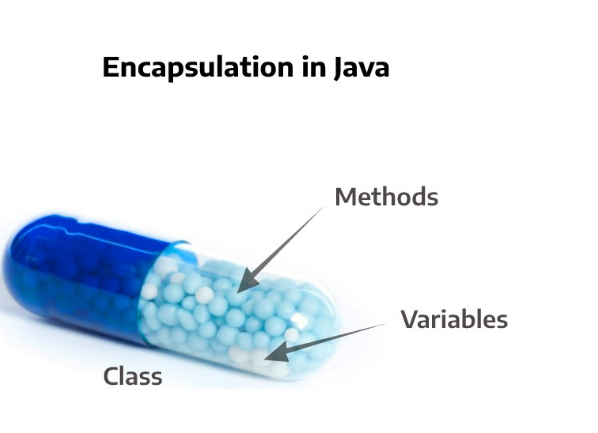 Encapsulation in Java
Methods
Variables
Class